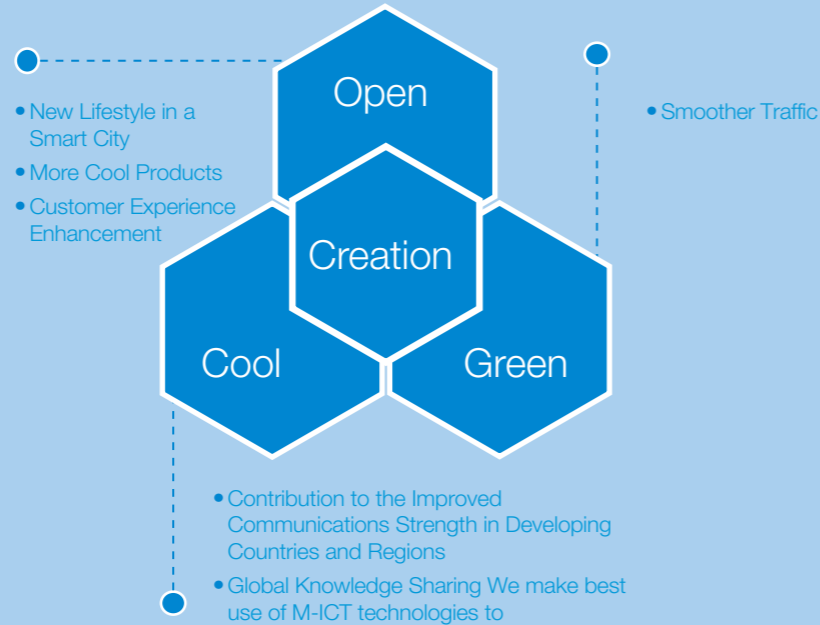 Open
• New Lifestyle in a
Smart City
• More Cool Products
• Customer Experience
Enhancement
• Smoother Traffic
Creation
Cool
Green
• Contribution to the Improved
Communications Strength in Developing
Countries and Regions
• Global Knowledge Sharing We make best
use of M-ICT technologies to